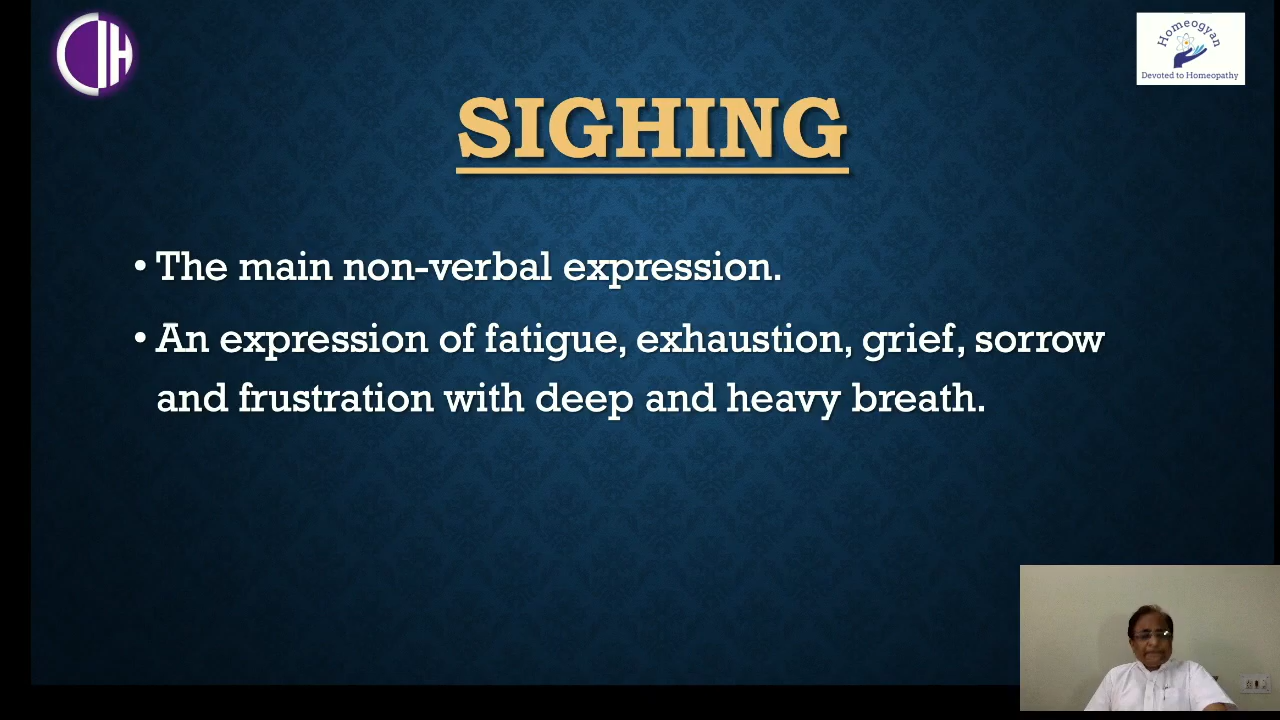 CIH
Homeogyan
Devoted to Homeopathy
SIGHING
• The main non-verbal expression.
• An expression of fatigue, exhaustion, grief, sorrow
and frustration with deep and heavy breath.